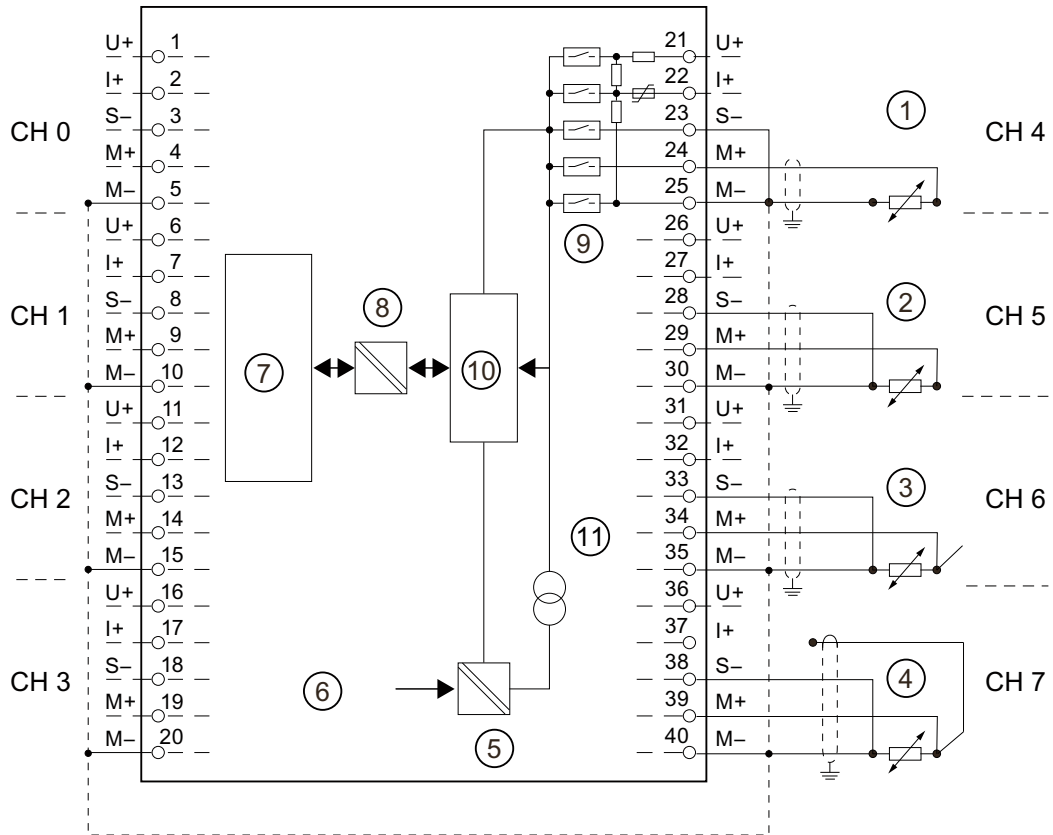 CH 0
U+ 1
I+ 2
S– 3
M+ 4
M– 5
CH 1
U+ 6
I+ 7
S– 8
M+ 9
M– 10
CH 2
U+ 11
I+ 12
S– 13
M+ 14
M– 15
CH 3
U+ 16
I+ 17
S– 18
M+ 19
M– 20
7
8
10
9
11
6
5
21 U+
22 I+
23 S–
24 M+
25 M–
1
CH 4
26 U+
27 I+
28 S–
29 M+
30 M–
2
CH 5
31 U+
32 I+
33 S–
34 M+
35 M–
3
CH 6
36 U+
37 I+
38 S–
39 M+
40 M–
4
CH 7